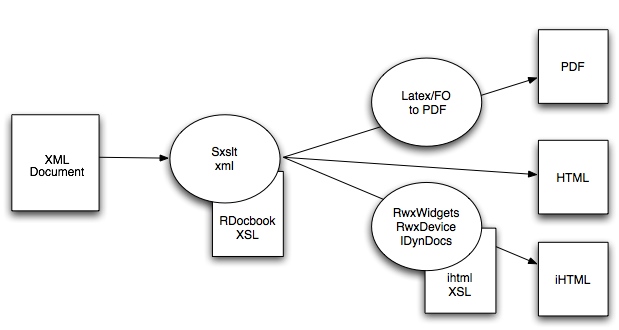 XML
Document
Sxslt
xml
RDocbook
XSL
Latex/FO
to PDF
PDF
HTML
RwxWidgets
RwxDevice
IDynDocs
ihtml
XSL
iHTML